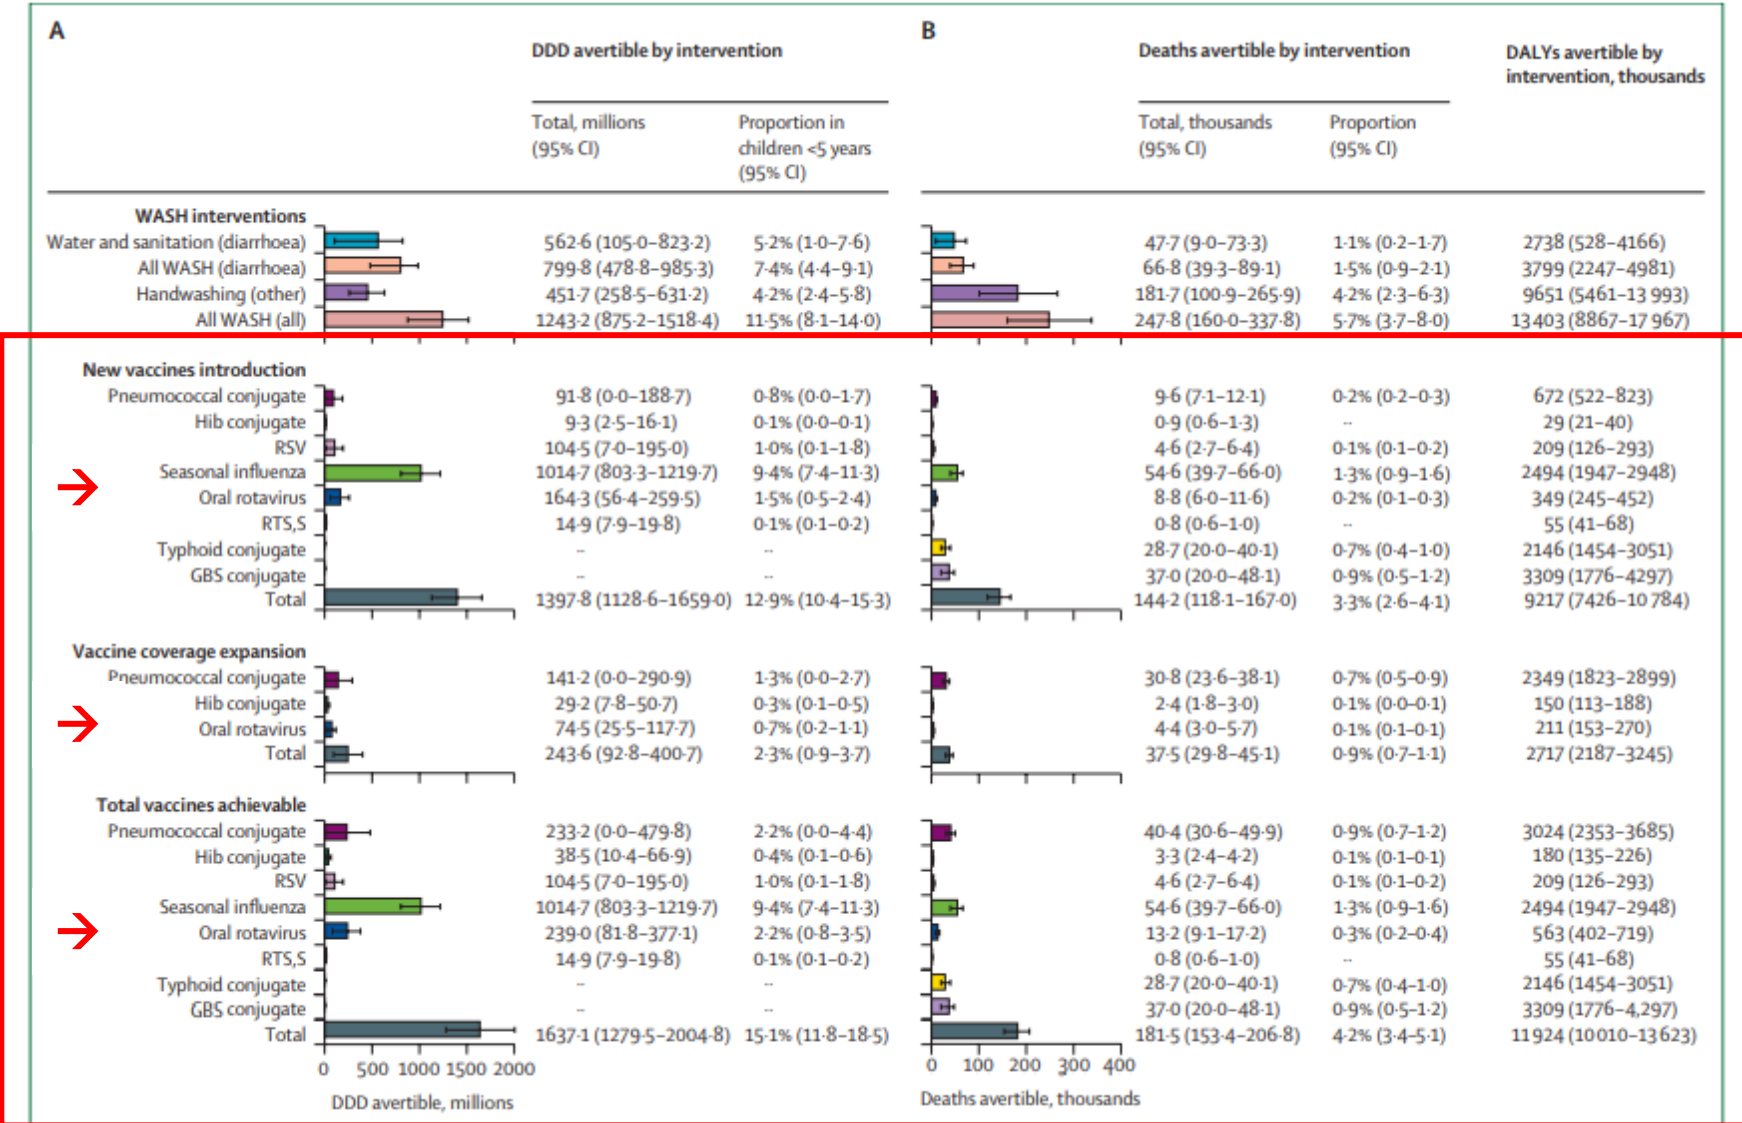 A
B
DDD avertible by intervention
Deaths avertible by intervention
DALYs avertible by
intervention, thousands
Total, millions
(95% CI)
Proportion in
children <5 years
(95% CI)
Total, thousands
(95% CI)
Proportion
(95% CI)
WASH interventions
Water and sanitation (diarrhoea) 562·6 (105·0–823·2) 5·2% (1·0–7·6) 47·7 (9·0–73·3) 1·1% (0·2–1·7) 2738 (528–4166)
All WASH (diarrhoea) 799·8 (478·8–985·3) 7·4% (4·4–9·1) 66·8 (39·3–89·1) 1·5% (0·9–2·1) 3799 (2247–4981)
Handwashing (other) 451·7 (258·5–631·2) 4·2% (2·4–5·8) 181·7 (100·9–265·9) 4·2% (2·3–6·3) 9651 (5461–13 993)
All WASH (all) 1243·2 (875·2–1518·4) 11·5% (8·1–14·0) 247·8 (160·0–337·8) 5·7% (3·7–8·0) 13 403 (8867–17 967)
New vaccines introduction
Pneumococcal conjugate 91·8 (0·0–188·7) 0·8% (0·0–1·7) 9·6 (7·1–12·1) 0·2% (0·2–0·3) 672 (522–823)
Hib conjugate 9·3 (2·5–16·1) 0·1% (0·0–0·1) 0·9 (0·6–1·3) ·· 29 (21–40)
RSV 104·5 (7·0–195·0) 1·0% (0·1–1·8) 4·6 (2·7–6·4) 0·1% (0·1–0·2) 209 (126–293)
Seasonal influenza 1014·7 (803·3–1219·7) 9·4% (7·4–11·3) 54·6 (39·7–66·0) 1·3% (0·9–1·6) 2494 (1947–2948)
Oral rotavirus 164·3 (56·4–259·5) 1·5% (0·5–2·4) 8·8 (6·0–11·6) 0·2% (0·1–0·3) 349 (245–452)
RTS,S 14·9 (7·9–19·8) 0·1% (0·1–0·2) 0·8 (0·6–1·0) ·· 55 (41–68)
Typhoid conjugate ·· ·· 28·7 (20·0–40·1) 0·7% (0·4–1·0) 2146 (1454–3051)
GBS conjugate ·· ·· 37·0 (20·0–48·1) 0·9% (0·5–1·2) 3309 (1776–4297)
Total 1397·8 (1128·6–1659·0) 12·9% (10·4–15·3) 144·2 (118·1–167·0) 3·3% (2·6–4·1) 9217 (7426–10 784)
Vaccine coverage expansion
Pneumococcal conjugate 141·2 (0·0–290·9) 1·3% (0·0–2·7) 30·8 (23·6–38·1) 0·7% (0·5–0·9) 2349 (1823–2899)
Hib conjugate 29·2 (7·8–50·7) 0·3% (0·1–0·5) 2·4 (1·8–3·0) 0·1% (0·0–0·1) 150 (113–188)
Oral rotavirus 74·5 (25·5–117·7) 0·7% (0·2–1·1) 4·4 (3·0–5·7) 0·1% (0·1–0·1) 211 (153–270)
Total 243·6 (92·8–400·7) 2·3% (0·9–3·7) 37·5 (29·8–45·1) 0·9% (0·7–1·1) 2717 (2187–3245)
Total vaccines achievable
Pneumococcal conjugate 233·2 (0·0–479·8) 2·2% (0·0–4·4) 40·4 (30·6–49·9) 0·9% (0·7–1·2) 3024 (2353–3685)
Hib conjugate 38·5 (10·4–66·9) 0·4% (0·1–0·6) 3·3 (2·4–4·2) 0·1% (0·1–0·1) 180 (135–226)
RSV 104·5 (7·0–195·0) 1·0% (0·1–1·8) 4·6 (2·7–6·4) 0·1% (0·1–0·2) 209 (126–293)
Seasonal influenza 1014·7 (803·3–1219·7) 9·4% (7·4–11·3) 54·6 (39·7–66·0) 1·3% (0·9–1·6) 2494 (1947–2948)
Oral rotavirus 239·0 (81·8–377·1) 2·2% (0·8–3·5) 13·2 (9·1–17·2) 0·3% (0·2–0·4) 563 (402–719)
RTS,S 14·9 (7·9–19·8) 0·1% (0·1–0·2) 0·8 (0·6–1·0) ·· 55 (41–68)
Typhoid conjugate ·· ·· 28·7 (20·0–40·1) 0·7% (0·4–1·0) 2146 (1454–3051)
GBS conjugate ·· ·· 37·0 (20·0–48·1) 0·9% (0·5–1·2) 3309 (1776–4,297)
Total 1637·1 (1279·5–2004·8) 15·1% (11·8–18·5) 181·5 (153·4–206·8) 4·2% (3·4–5·1) 11 924 (10 010–13 623)
0 500 1000 1500 2000
0 100 200 300 400
DDD avertible, millions
Deaths avertible, thousands